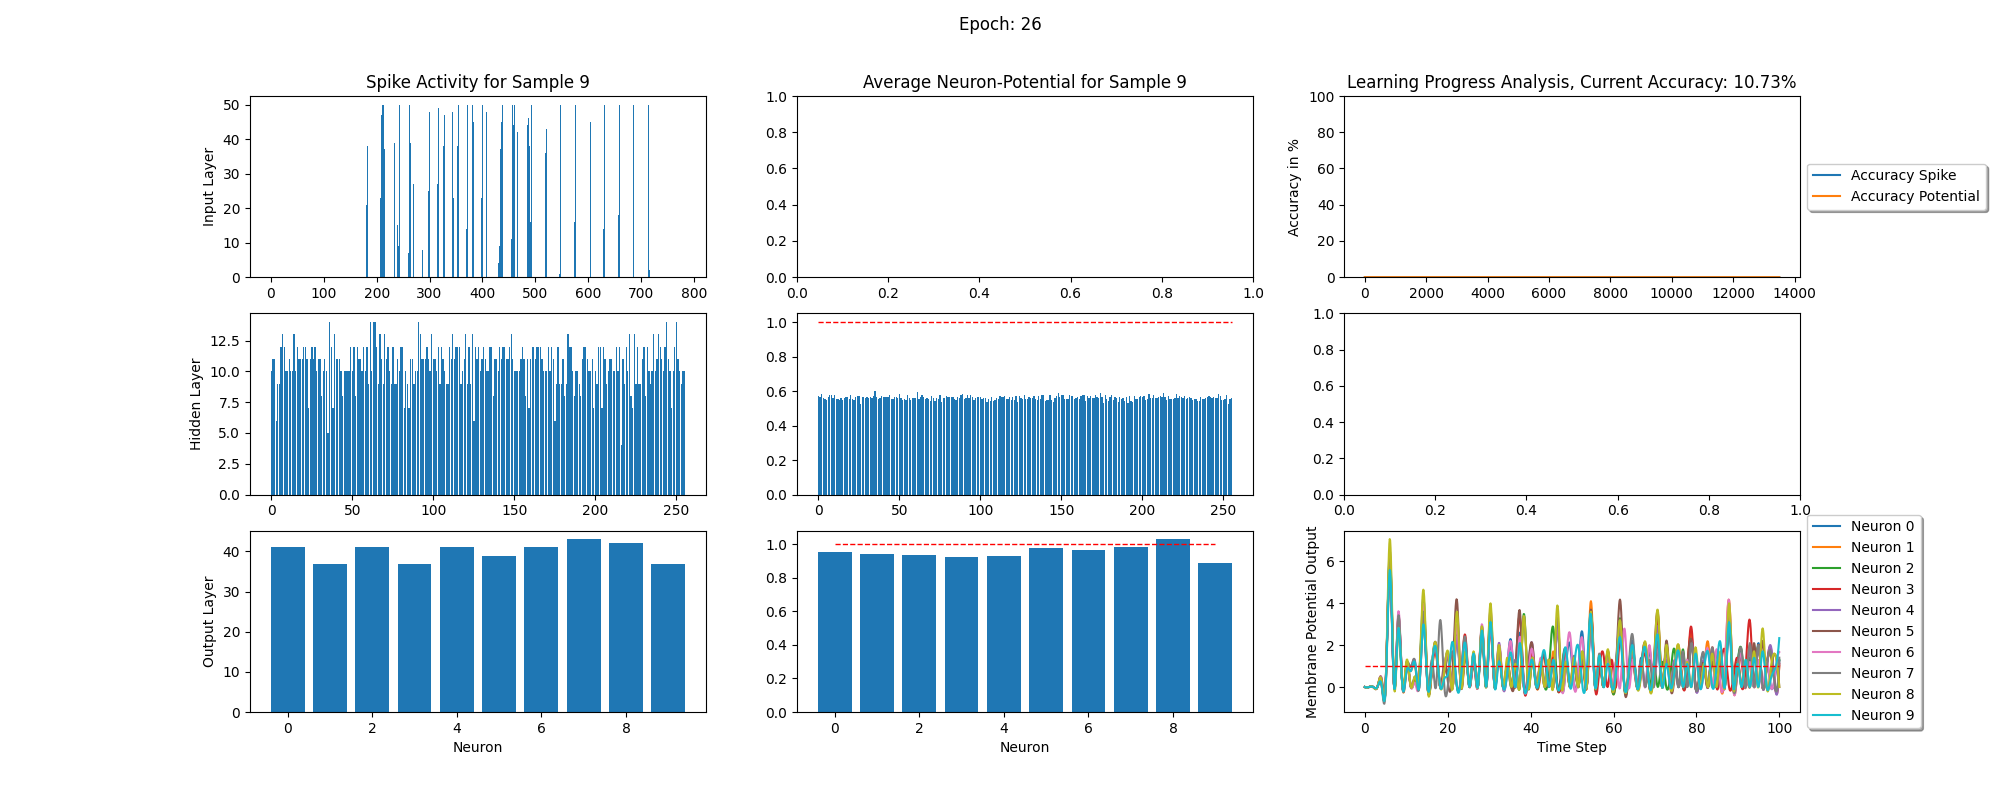 Epoch: 26
Spike Activity for Sample 9
Average Neuron-Potential for Sample 9
Learning Progress Analysis, Current Accuracy: 10.73%
Input Layer
50
40
30
20
10
0
0 100 200 300 400 500 600 700 800
1.0
0.8
0.6
0.4
0.2
0.0
0.0 0.2 0.4 0.6 0.8 1.0
Accuracy in %
100
80
60
40
20
0
0 2000 4000 6000 8000 10000 12000 14000
Accuracy Spike
Accuracy Potential
Hidden Layer
12.5
10.0
7.5
5.0
2.5
0.0
0 50 100 150 200 250
1.0
0.8
0.6
0.4
0.2
0.0
0 50 100 150 200 250
1.0
0.8
0.6
0.4
0.2
0.0
0.0 0.2 0.4 0.6 0.8 1.0
Output Layer
40
30
20
10
0
0 2 4 6 8
Neuron
1.0
0.8
0.6
0.4
0.2
0.0
0 2 4 6 8
Neuron
Membrane Potential Output
6
4
2
0
0 20 40 60 80 100
Time Step
Neuron 0
Neuron 1
Neuron 2
Neuron 3
Neuron 4
Neuron 5
Neuron 6
Neuron 7
Neuron 8
Neuron 9